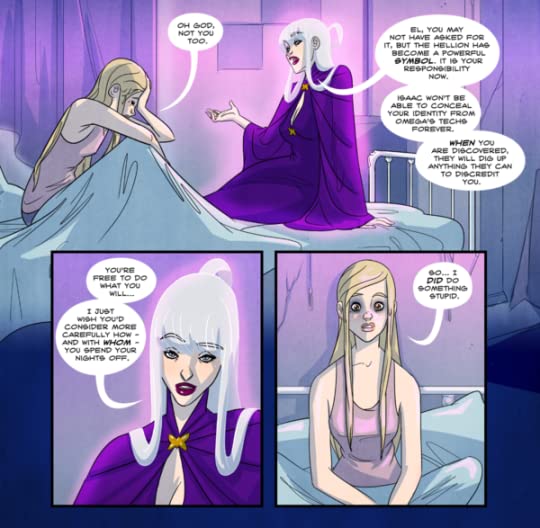 OH GOD,
NOT YOU
TOO.
EL, YOU MAY
NOT HAVE ASKED FOR
IT, BUT THE HELLION HAS
BECOME A POWERFUL
SYMBOL. IT IS YOUR
RESPONSIBILITY
NOW.
ISAAC WON'T BE
ABLE TO CONCEAL
YOUR IDENTITY FROM
OMEGA'S TECHS
FOREVER.
WHEN YOU
ARE DISCOVERED,
THEY WILL DIG UP
ANYTHING THEY CAN
TO DISCREDIT
YOU.
YOU'RE
FREE TO DO
WHAT YOU
WILL...
I JUST
WISH YOU'D
CONSIDER MORE
CAREFULLY HOW -
AND WITH WHOM -
YOU SPEND YOUR
NIGHTS OFF.
SO... I
DID DO
SOMETHING
STUPID.